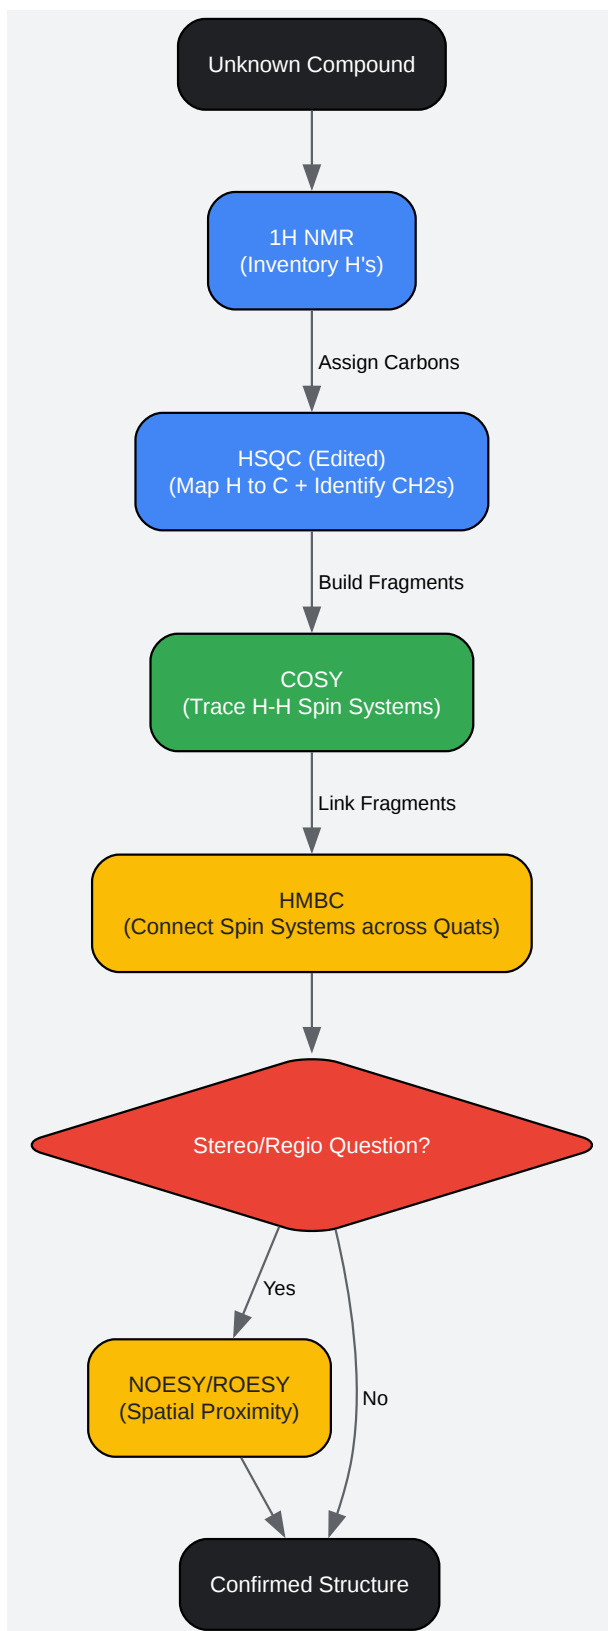 Unknown Compound
1H NMR
(Inventory H's)
Assign Carbons
HSQC (Edited)
(Map H to C + Identify CH2s)
Build Fragments
COSY
(Trace H-H Spin Systems)
Link Fragments
HMBC
(Connect Spin Systems across Quats)
Stereo/Regio Question?
Yes
NOESY/ROESY
(Spatial Proximity)
No
Confirmed Structure